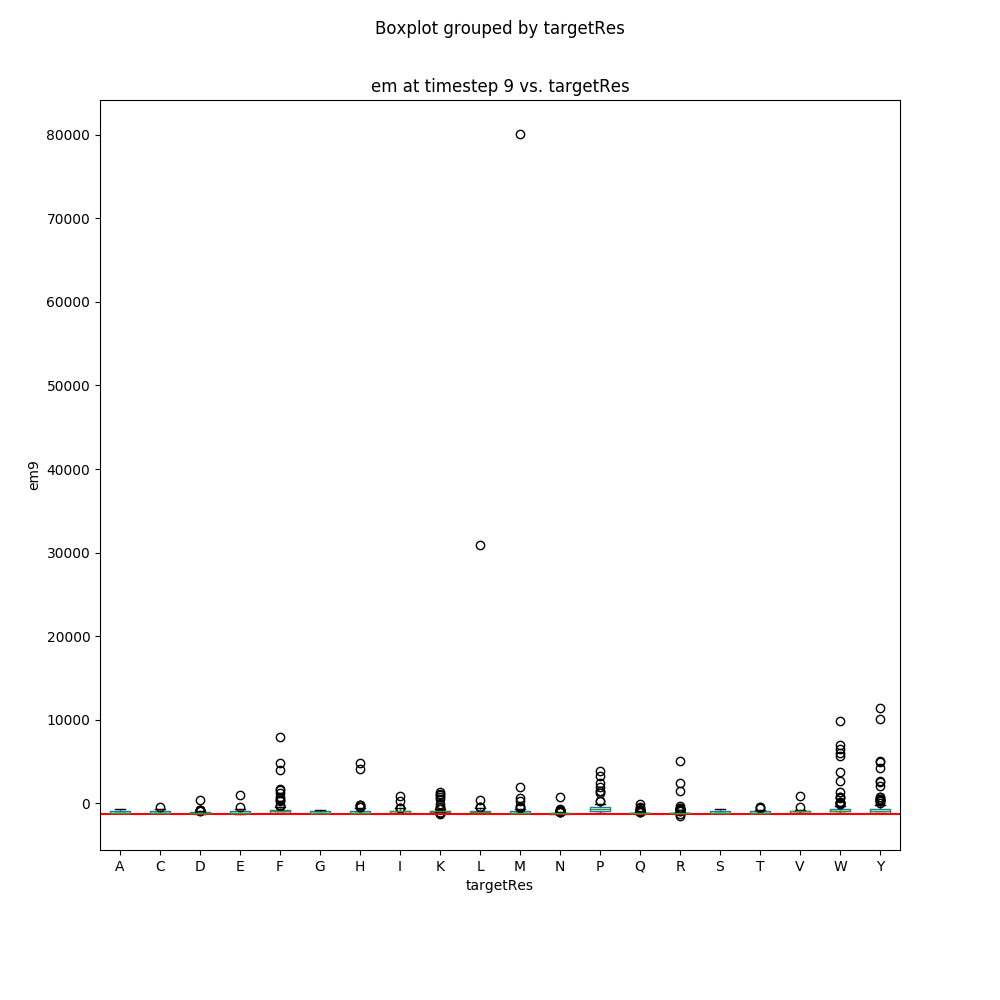 Boxplot grouped by targetRes
em at timestep 9 vs. targetRes
80000
70000
60000
50000
40000
30000
20000
10000
0
em9
A C D E F G H I K L M N P Q R S T V W Y
targetRes